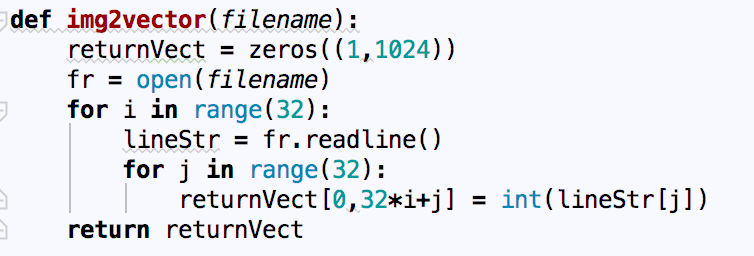 def img2vector(filename):
    returnVect = zeros((1,1024))
    fr = open(filename)
    for i in range(32):
        lineStr = fr.readline()
        for j in range(32):
            returnVect[0,32*i+j] = int(lineStr[j])
    return returnVect